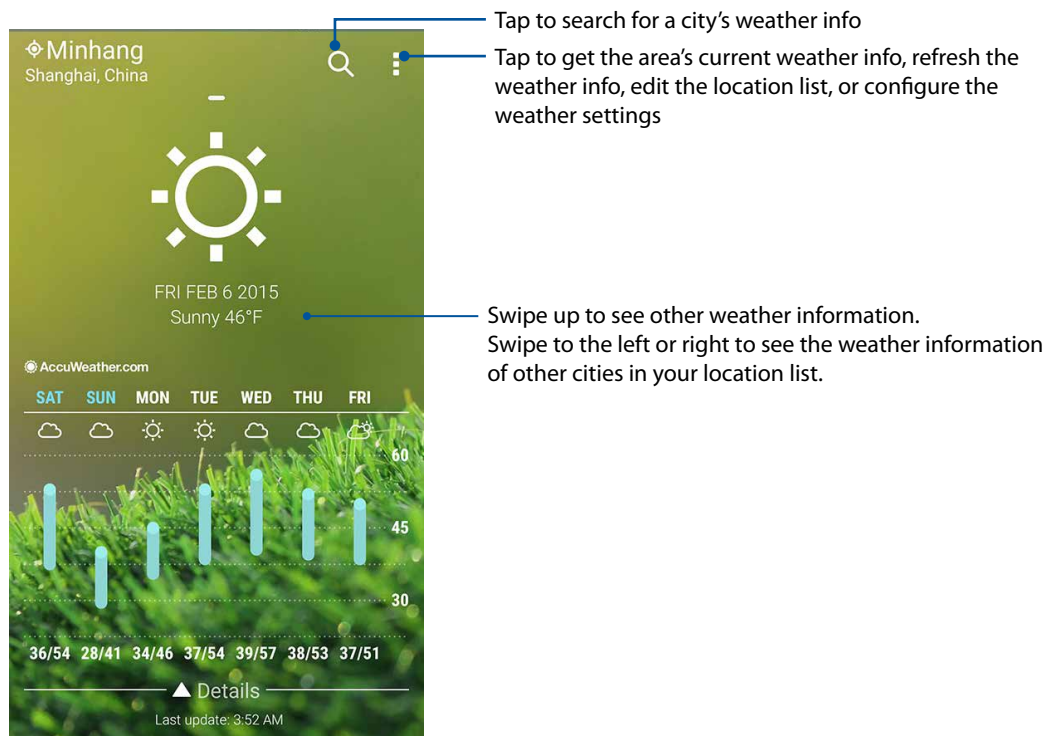 Tap to search for a city's weather info
Tap to get the area's current weather info, refresh the
weather info, edit the location list, or configure the
weather settings
Minhang
Shanghai, China
FRI FEB 6 2015
Sunny 46°F
Swipe up to see other weather information.
Swipe to the left or right to see the weather information
of other cities in your location list.
AccuWeather.com
SAT SUN MON TUE WED THU FRI
60
45
30
36/54 28/41 34/46 37/54 39/57 38/53 37/51
Details
Last update: 3:52 AM